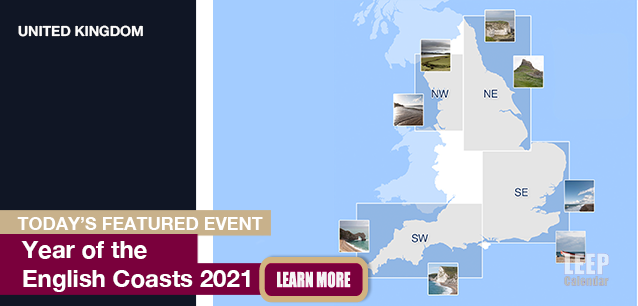 UNITED KINGDOM
NW
NE
SE
SW
TODAY'S FEATURED EVENT
Year of the
English Coasts 2021
LEARN MORE
LEEP
Calendar